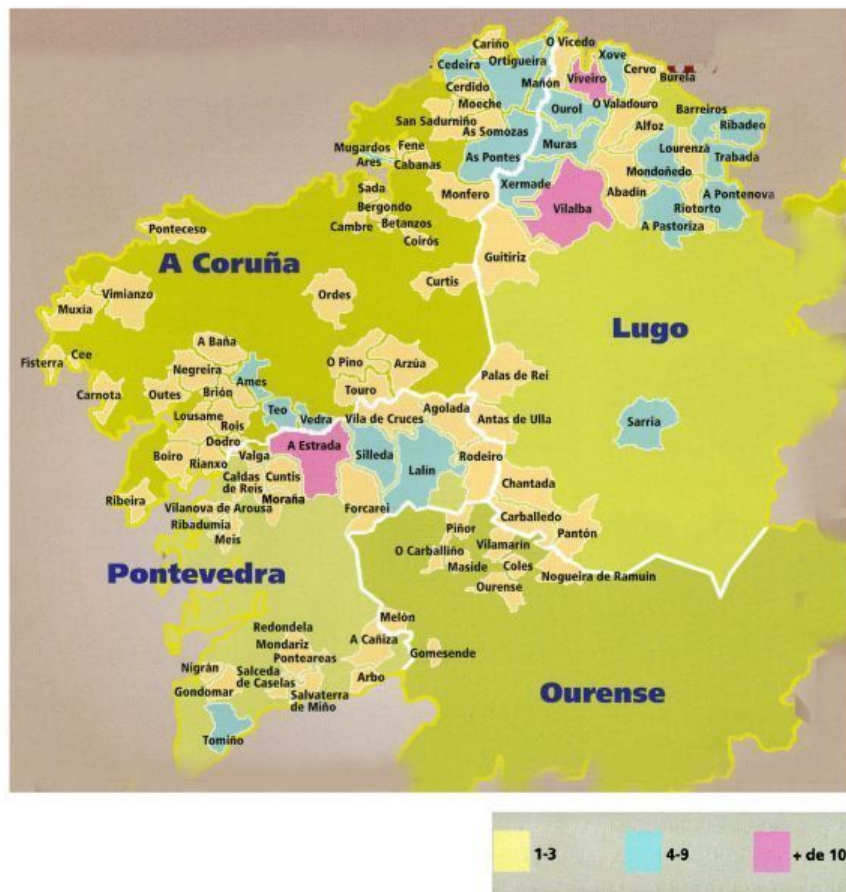 Cariño
O Vicedo
Cedeira
Ortigueira
Xove
Viveiro
Cervo
Burela
Cerdido
Mañón
Moeche
Ourol
O Valadouro
Barreiros
San Sadurniño
Alfoz
Ribadeo
As Somozas
Mugardos
Fene
Muras
Lourenzá
Ares
Cabanas
As Pontes
Trabada
Mondoñedo
Sada
Monfero
Xermade
Vilalba
Abadín
A Pontenova
Bergondo
Riotorto
Ponteceso
Cambre
Betanzos
A Pastoriza
Coirós
Guitiriz
A Coruña
Curtis
Vimianzo
Ordes
Muxía
Lugo
A Baña
O Pino
Arzúa
Fisterra
Cee
Negreira
Ames
Palas de Rei
Carnota
Outes
Brión
Touro
Agolada
Lousame
Teo
Vedra
Vila de Cruces
Antas de Ulla
Sarria
Rois
Dodro
A Estrada
Boiro
Rianxo
Valga
Silleda
Lalín
Rodeiro
Caldas
de Reis
Cuntis
Chantada
Ribeira
Moraña
Vilanova de Arousa
Forcarei
Carballedo
Ribadumia
Piñor
Pantón
Meis
Vilamarín
O Carballiño
Maside
Coles
Pontevedra
Nogueira de Ramuin
Ourense
Melón
Redondela
Mondariz
A Cañiza
Ponteareas
Gomesende
Nigrán
Salceda
de Caselas
Arbo
Gondomar
Salvaterra
de Miño
Ourense
Tomiño
1-3
4-9
+ de 10